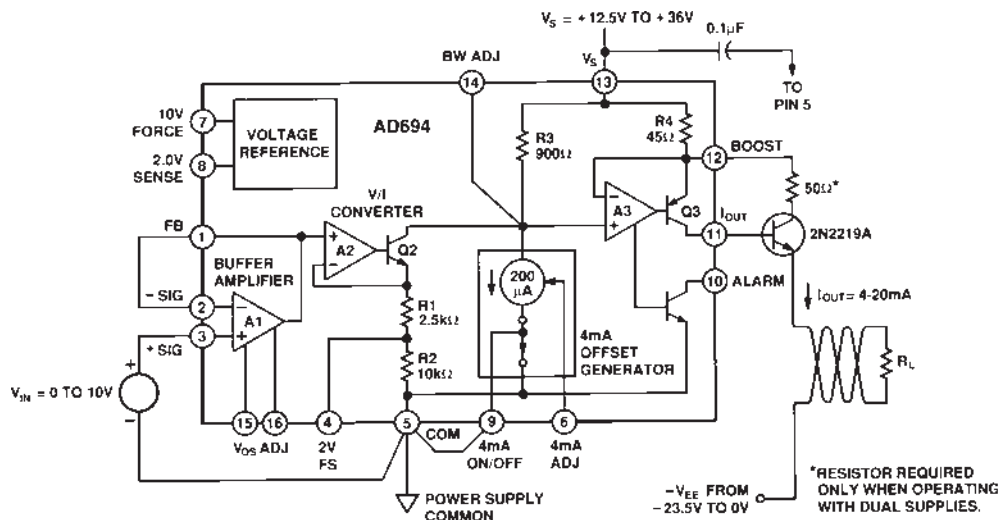 V_S = +12.5V TO +36V
0.1µF
BW ADJ
V_S
14
13
TO
PIN 5
10V
FORCE
7
VOLTAGE
REFERENCE
AD694
R3
900Ω
R4
45Ω
BOOST
12
2.0V
SENSE
8
50Ω*
V/I
CONVERTER
A3
Q3
I_OUT
11
2N2219A
FB
1
A2
Q2
BUFFER
AMPLIFIER
200
µA
10
ALARM
– SIG
2
A1
R1
2.5kΩ
I_OUT = 4-20mA
3
+ SIG
4mA
OFFSET
GENERATOR
R2
10kΩ
R_L
V_IN = 0 TO 10V
15
16
4
5
COM
9
6
V_OS ADJ
2V
FS
4mA
ON/OFF
4mA
ADJ
POWER SUPPLY
COMMON
–V_EE FROM
–23.5V TO 0V
*RESISTOR REQUIRED
ONLY WHEN OPERATING
WITH DUAL SUPPLIES.